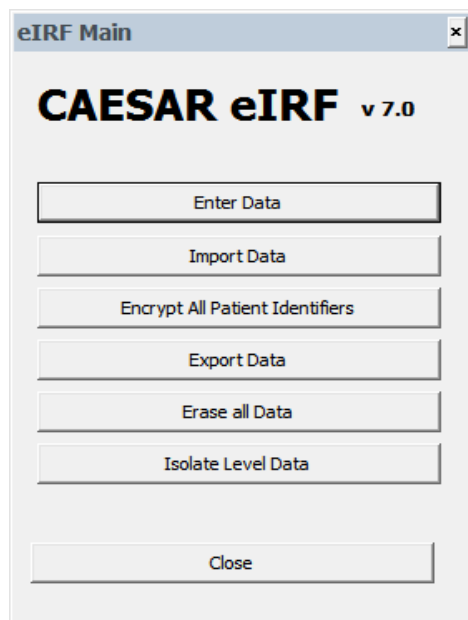 eIRF Main
CAESAR eIRF v 7.0
Enter Data
Import Data
Encrypt All Patient Identifiers
Export Data
Erase all Data
Isolate Level Data
Close